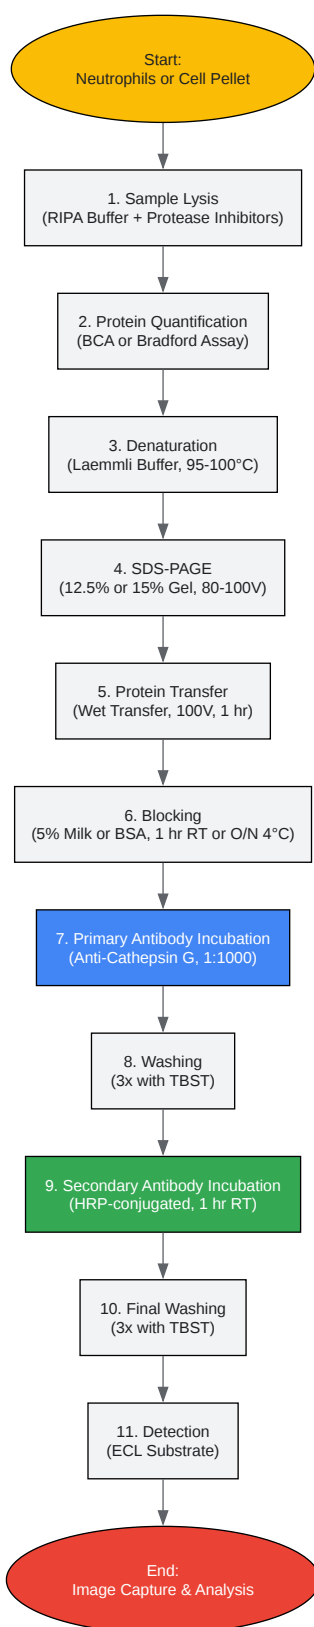 Start:
Neutrophils or Cell Pellet
1. Sample Lysis
(RIPA Buffer + Protease Inhibitors)
2. Protein Quantification
(BCA or Bradford Assay)
3. Denaturation
(Laemmli Buffer, 95-100°C)
4. SDS-PAGE
(12.5% or 15% Gel, 80-100V)
5. Protein Transfer
(Wet Transfer, 100V, 1 hr)
6. Blocking
(5% Milk or BSA, 1 hr RT or O/N 4°C)
7. Primary Antibody Incubation
(Anti-Cathepsin G, 1:1000)
8. Washing
(3x with TBST)
9. Secondary Antibody Incubation
(HRP-conjugated, 1 hr RT)
10. Final Washing
(3x with TBST)
11. Detection
(ECL Substrate)
End:
Image Capture & Analysis